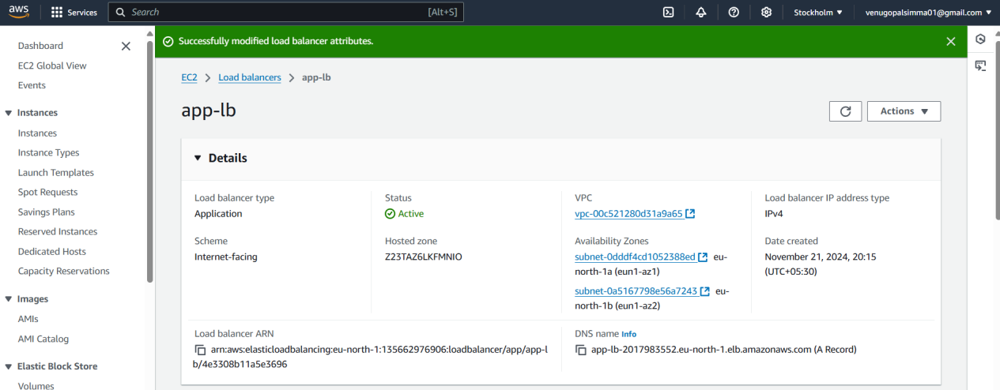 aws
Services
Search
[Alt+S]
Stockholm
venugopalsimma01@gmail.com
Dashboard
EC2 Global View
Events
Instances
Instances
Instance Types
Launch Templates
Spot Requests
Savings Plans
Reserved Instances
Dedicated Hosts
Capacity Reservations
Images
AMIs
AMI Catalog
Elastic Block Store
Volumes
Successfully modified load balancer attributes.
EC2 > Load balancers > app-lb
app-lb
Actions
Details
Load balancer type
Application
Status
Active
VPC
vpc-00c521280d31a9a65
Load balancer IP address type
IPv4
Scheme
Internet-facing
Hosted zone
Z23TAZ6LKFMNIO
Availability Zones
subnet-0dddf4cd1052388ed eu-
north-1a (eun1-az1)
subnet-0a5167798e56a7243 eu-
north-1b (eun1-az2)
Date created
November 21, 2024, 20:15
(UTC+05:30)
Load balancer ARN
arn:aws:elasticloadbalancing:eu-north-1:135662976906:loadbalancer/app/app-l
b/4e3308b11a5e3696
DNS name Info
app-lb-2017983552.eu-north-1.elb.amazonaws.com (A Record)